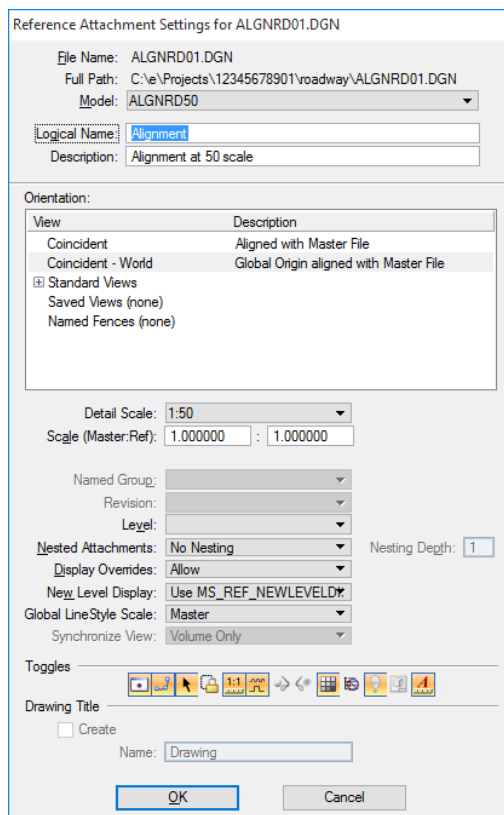 Reference Attachment Settings for ALGNRD01.DGN
File Name: ALGNRD01.DGN
Full Path: C:\e\Projects\12345678901\roadway\ALGNRD01.DGN
Model: ALGNRD50
Logical Name: Alignment
Description: Alignment at 50 scale
Orientation:
View Description
Coincident Aligned with Master File
Coincident - World Global Origin aligned with Master File
Standard Views
Saved Views (none)
Named Fences (none)
Detail Scale: 1:50
Scale (Master:Ref): 1.000000 : 1.000000
Named Group:
Revision:
Level:
Nested Attachments: No Nesting Nesting Depth: 1
Display Overrides: Allow
New Level Display: Use MS_REF_NEWLEVELDI
Global LineStyle Scale: Master
Synchronize View: Volume Only
Toggles
1:1 A
Drawing Title
Create
Name: Drawing
OK Cancel